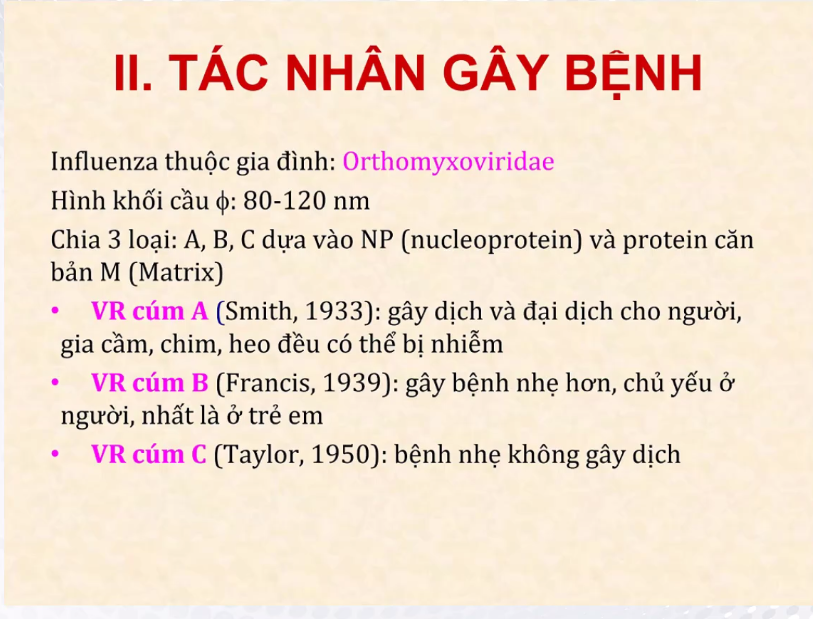 II. TÁC NHÂN GÂY BỆNH
Influenza thuộc gia đình: Orthomyxoviridae
Hình khối cầu ϕ: 80-120 nm
Chia 3 loại: A, B, C dựa vào NP (nucleoprotein) và protein căn
bản M (Matrix)
• VR cúm A (Smith, 1933): gây dịch và đại dịch cho người,
gia cầm, chim, heo đều có thể bị nhiễm
• VR cúm B (Francis, 1939): gây bệnh nhẹ hơn, chủ yếu ở
người, nhất là ở trẻ em
• VR cúm C (Taylor, 1950): bệnh nhẹ không gây dịch